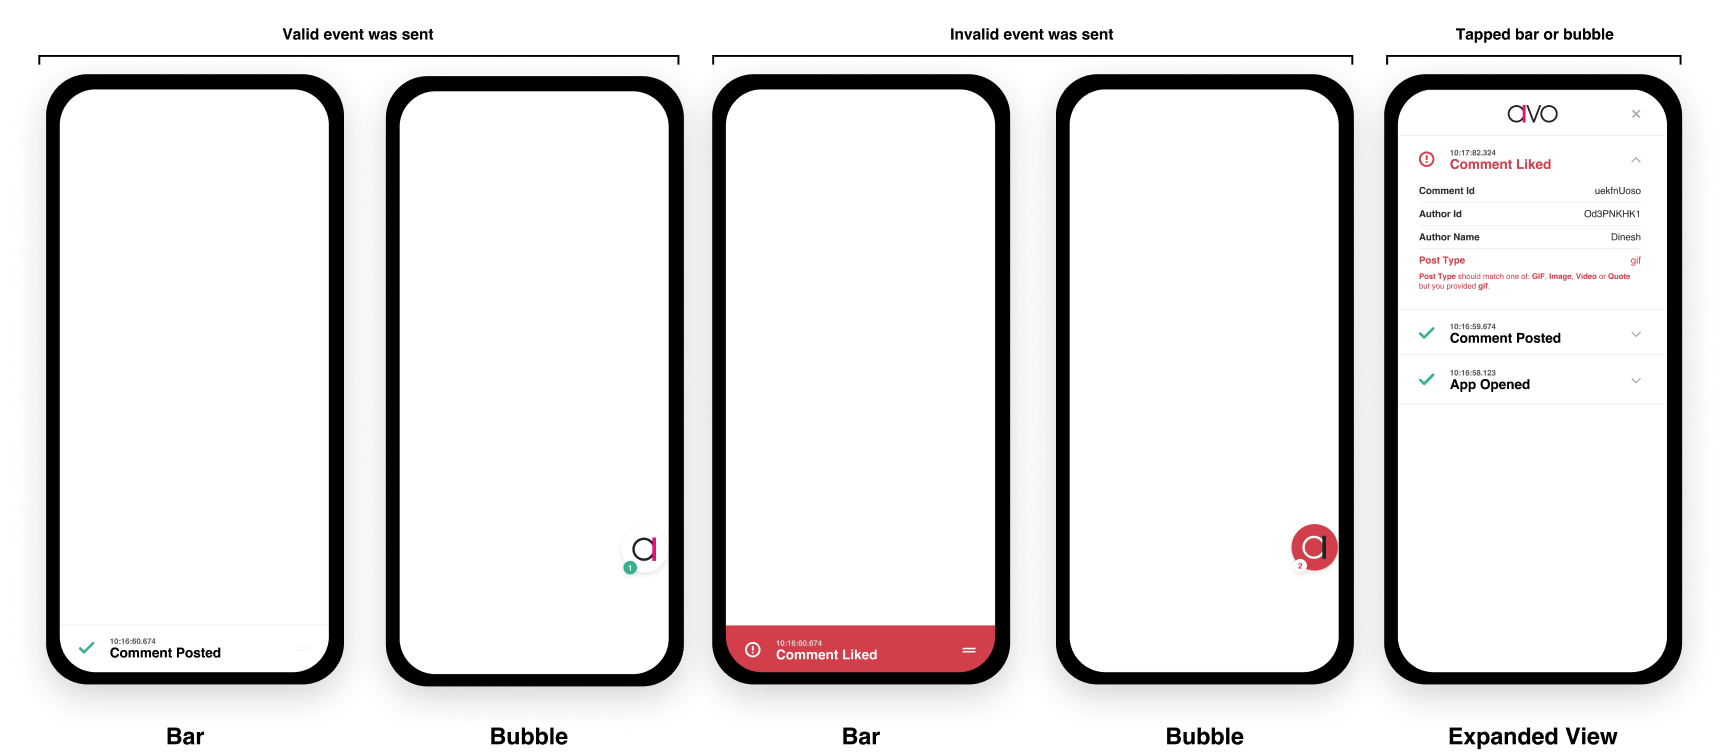 Valid event was sent
Invalid event was sent
Tapped bar or bubble
10:16:60.674
Comment Posted
Bar
a
1
Bubble
10:16:60.674
Comment Liked
Bar
a
2
Bubble
avo
10:17:82.324
Comment Liked
Comment Id uekfnUoso
Author Id Od3PNKHK1
Author Name Dinesh
Post Type gif
Post Type should match one of: GIF, Image, Video or Quote
but you provided gif.
10:16:59.674
Comment Posted
10:16:58.123
App Opened
Expanded View